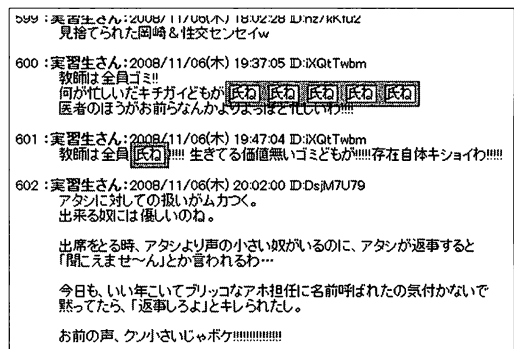 599 :実習生さん:2008/11/06(木) 18:02:28 ID:hz7kKfu2
見捨てられた岡崎&性交センセイw
600 :実習生さん:2008/11/06(木) 19:37:05 ID:iXQtTwbm
教師は全員ゴミ!!
何が忙しいだキチガイどもが氏ね 氏ね 氏ね 氏ね 氏ね
医者のほうがお前らなんかよりよっぽど忙しいわ!!!!
601 :実習生さん:2008/11/06(木) 19:47:04 ID:iXQtTwbm
教師は全員氏ね!!!!! 生きてる価値無いゴミどもが!!!!!存在自体キショイわ!!!!!
602 :実習生さん:2008/11/06(木) 20:02:00 ID:DsjM7U79
アタシに対しての扱いがムカつく。
出来る奴には優しいのね。
出席をとる時、アタシより声の小さい奴がいるのに、アタシが返事すると
「聞こえませ~ん」とか言われるわ…
今日も、いい年こいてブリッコなアホ担任に名前呼ばれたの気付かないで
黙ってたら、「返事しろよ」とキレられたし。
お前の声、クソ小さいじゃボケ!!!!!!!!!!!!!!